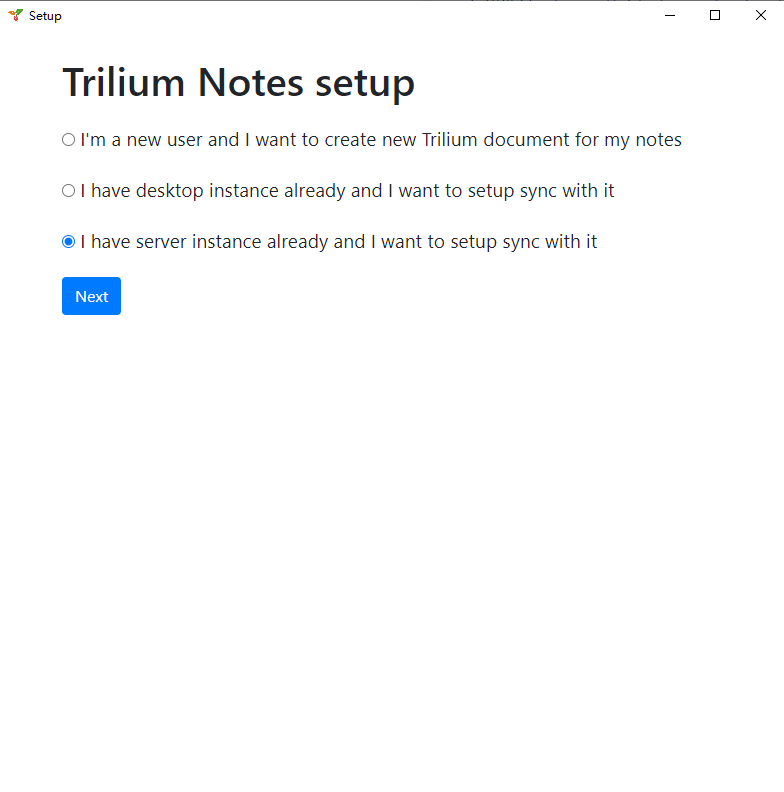 Setup
Trilium Notes setup
I'm a new user and I want to create new Trilium document for my notes
I have desktop instance already and I want to setup sync with it
I have server instance already and I want to setup sync with it
Next